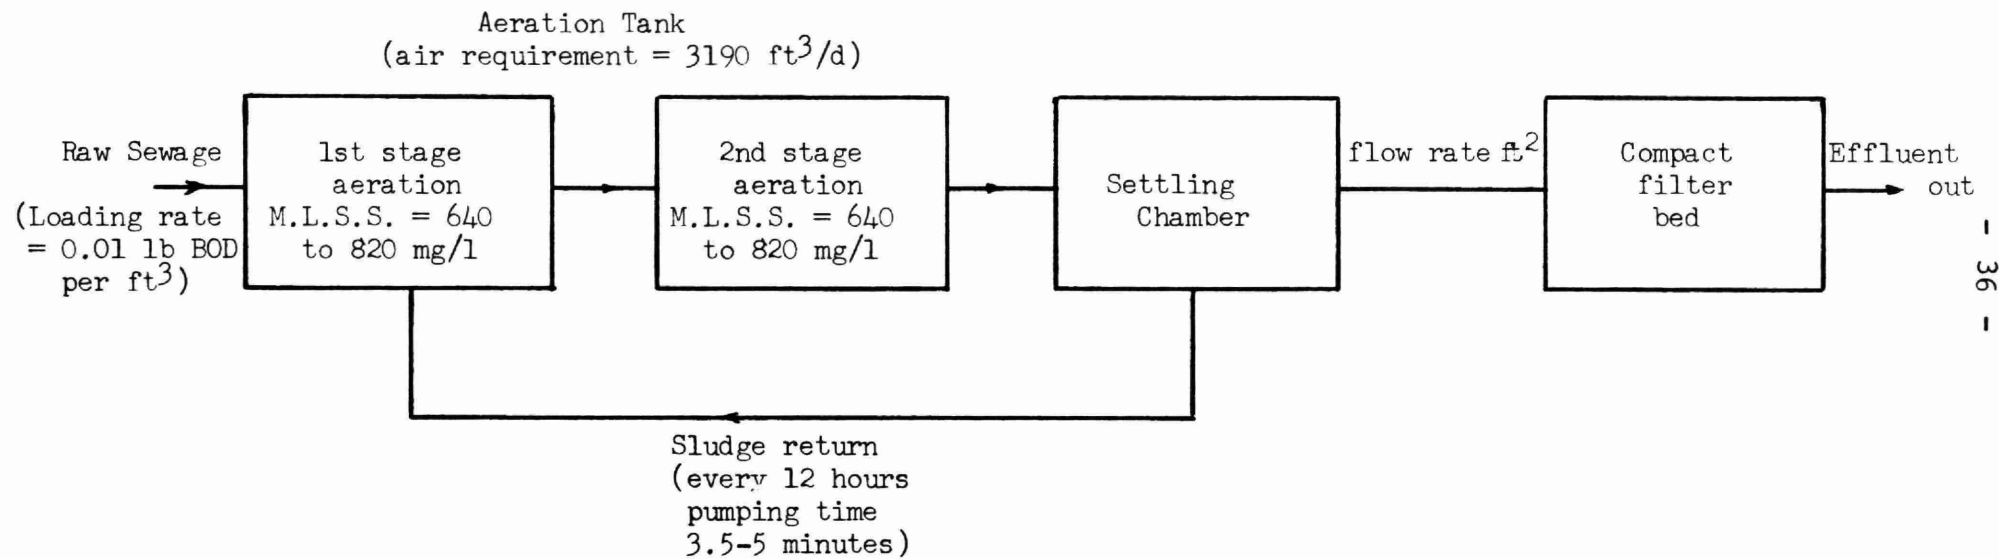 Aeration Tank
(air requirement = 3190 ft³/d)
Raw Sewage
(Loading rate
= 0.01 lb BOD
per ft³)
1st stage
aeration
M.L.S.S. = 640
to 820 mg/l
2nd stage
aeration
M.L.S.S. = 640
to 820 mg/l
Settling
Chamber
flow rate ft²
Compact
filter
bed
Effluent
out
Sludge return
(every 12 hours
pumping time
3.5-5 minutes)
- 36 -